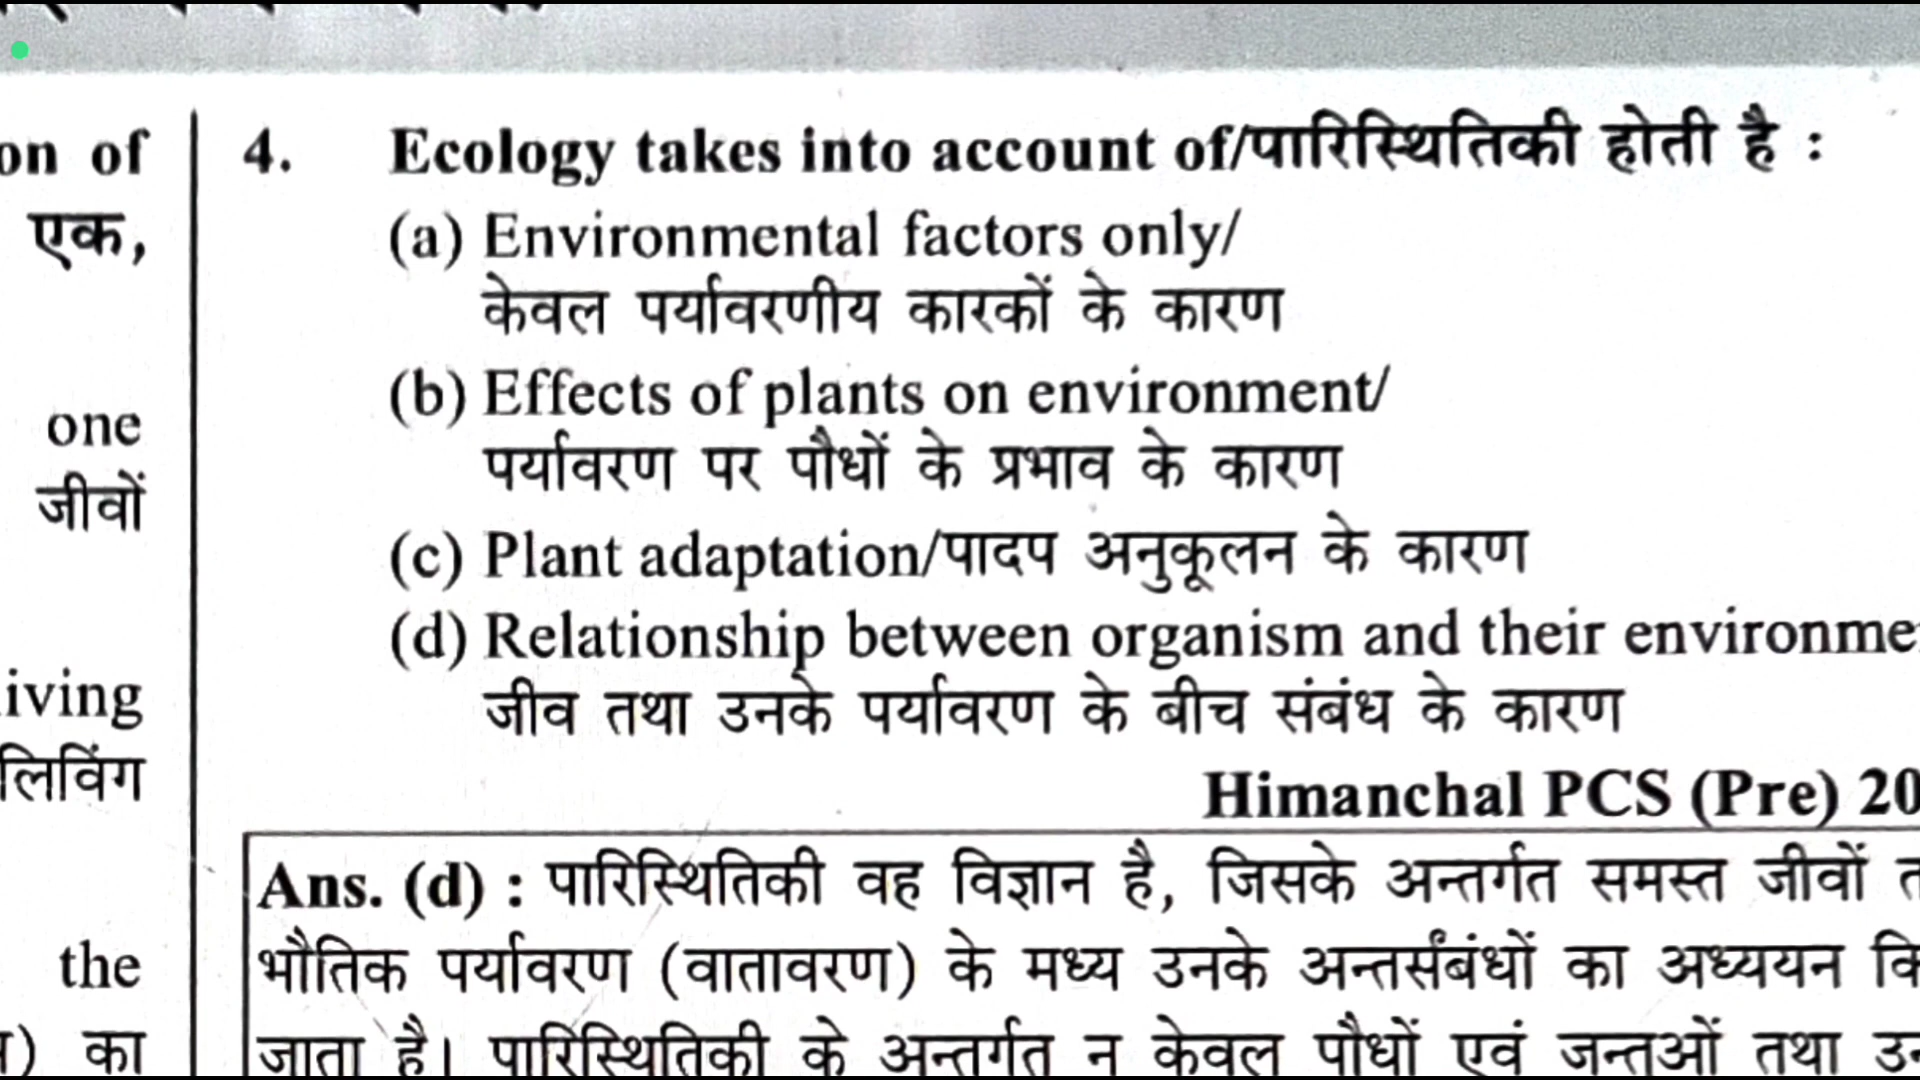 on of
एक,
one
जीवों
iving
लिविंग
the
) का
4. Ecology takes into account of/पारिस्थितिकी होती है :
(a) Environmental factors only/
केवल पर्यावरणीय कारकों के कारण
(b) Effects of plants on environment/
पर्यावरण पर पौधों के प्रभाव के कारण
(c) Plant adaptation/पादप अनुकूलन के कारण
(d) Relationship between organism and their environme
जीव तथा उनके पर्यावरण के बीच संबंध के कारण
Himanchal PCS (Pre) 20
Ans. (d) : पारिस्थितिकी वह विज्ञान है, जिसके अन्तर्गत समस्त जीवों
भौतिक पर्यावरण (वातावरण) के मध्य उनके अन्तर्संबंधों का अध्ययन कि
जाता है। पारिस्थितिकी के अन्तर्गत न केवल पौधों एवं जन्तुओं तथा